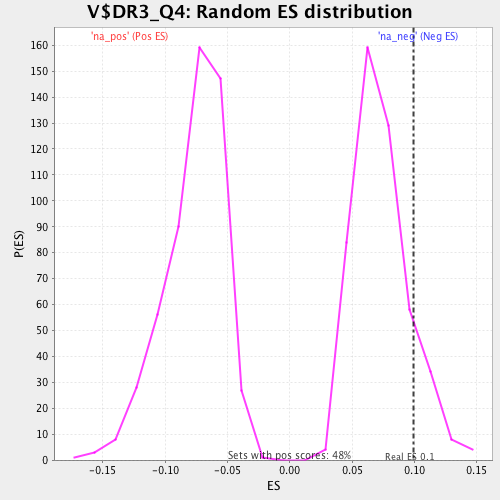 V$DR3_Q4: Random ES distribution
'na_pos' (Pos ES) 'na_neg' (Neg ES)
160
150
140
130
120
110
100
90
80
70
60
50
40
30
20
10
0
P(ES)
Sets with pos scores: 48% Real ES 0.1
-0.15 -0.10 -0.05 0.00 0.05 0.10 0.15
ES